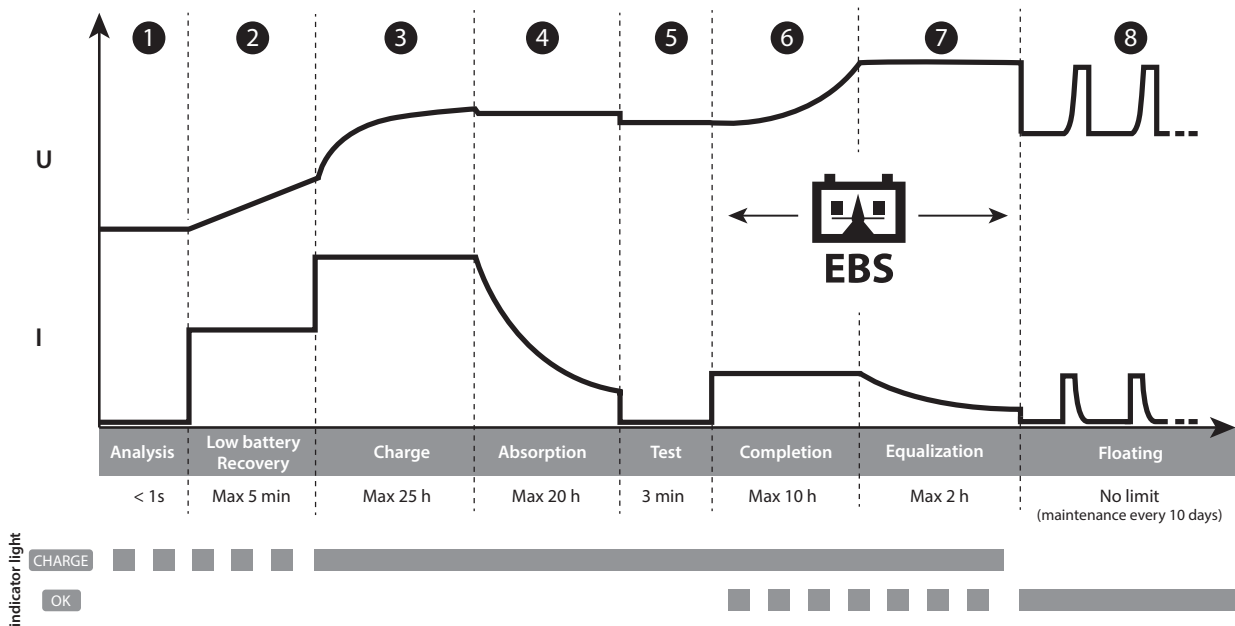 1 2 3 4 5 6 7 8
U
EBS
I
Analysis
Low battery
Recovery
Charge
Absorption
Test
Completion
Equalization
Floating
< 1s
Max 5 min
Max 25 h
Max 20 h
3 min
Max 10 h
Max 2 h
No limit
(maintenance every 10 days)
indicator light
CHARGE
OK